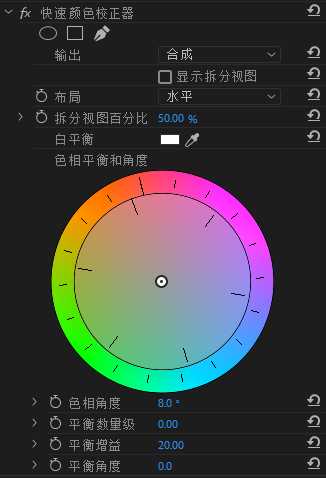 fx 快速颜色校正器
输出 合成
显示拆分视图
布局 水平
拆分视图百分比 50.00 %
白平衡
色相平衡和角度
色相角度 8.0 °
平衡数量级 0.00
平衡增益 20.00
平衡角度 0.0